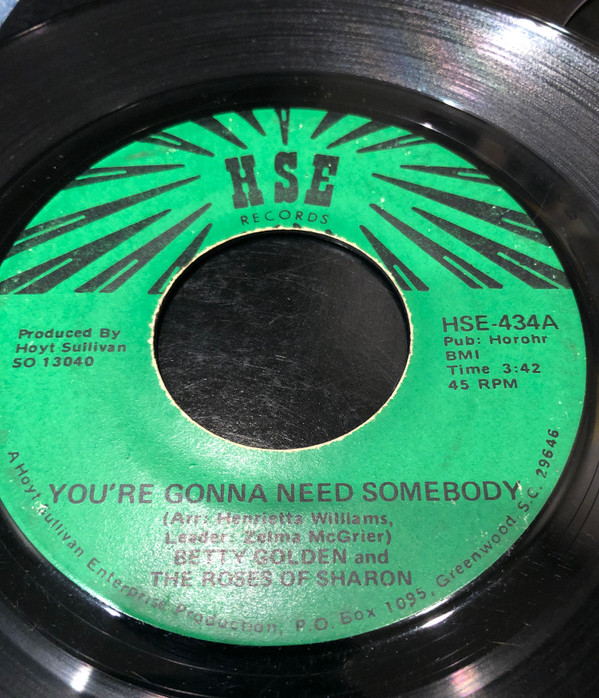 HSE
RECORDS
Produced By
Hoyt Sullivan
SO 13040
HSE-434A
Pub: Horohr
BMI
Time 3:42
45 RPM
YOU'RE GONNA NEED SOMEBODY
(Arr: Henrietta Williams,
Leader: Zelma McGrier)
BETTY GOLDEN and
THE ROSES OF SHARON
A Hoyt Sullivan Enterprise Production, P.O. Box 1095, Greenwood, S.C. 29646